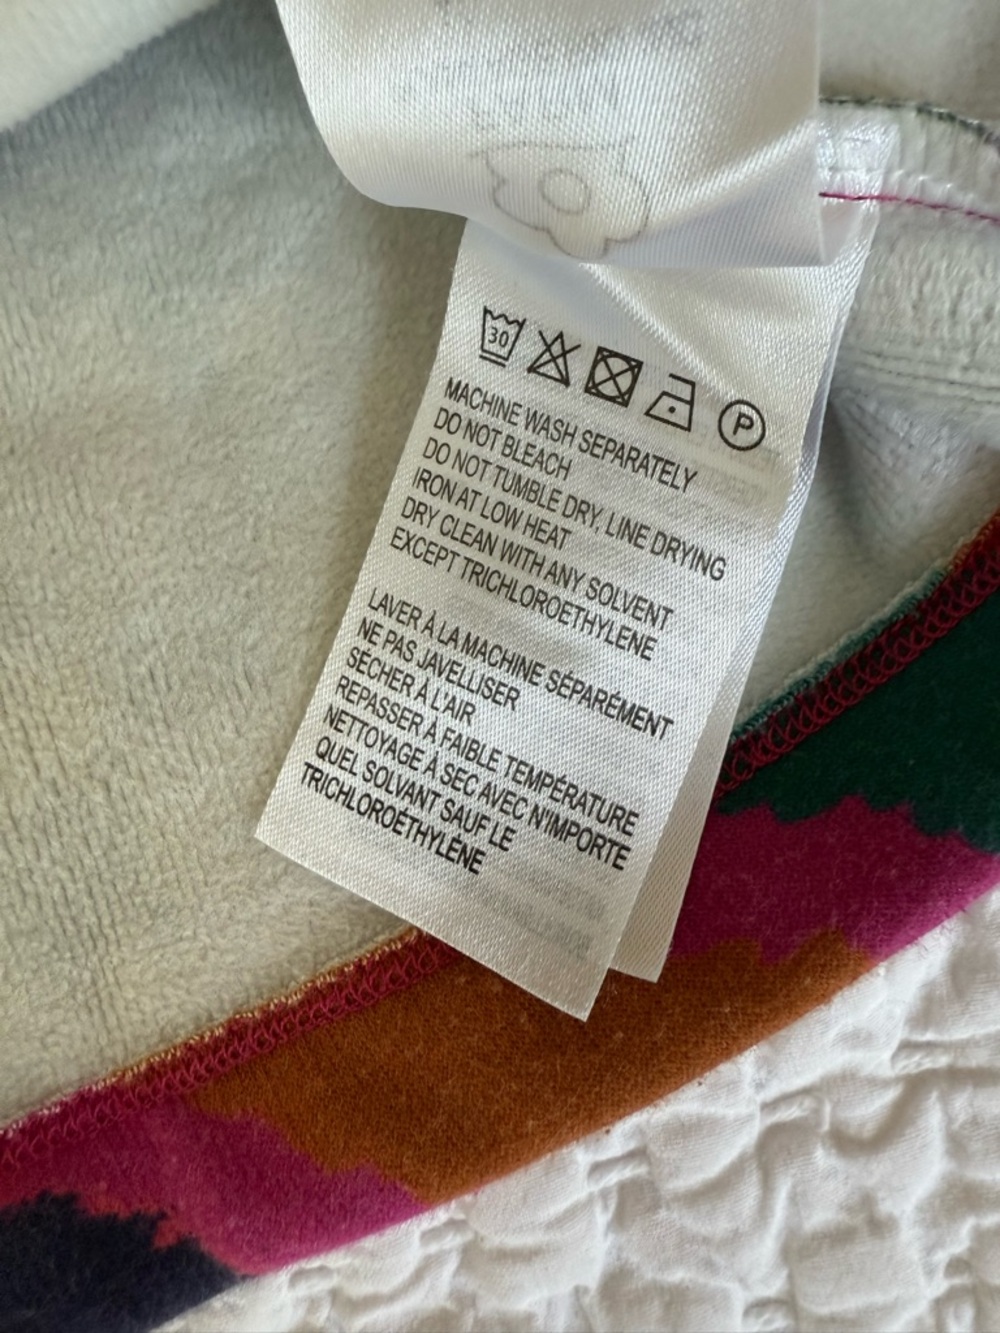 30
P
MACHINE WASH SEPARATELY
DO NOT BLEACH
DO NOT TUMBLE DRY, LINE DRYING
IRON AT LOW HEAT
DRY CLEAN WITH ANY SOLVENT
EXCEPT TRICHLOROETHYLENE
LAVER À LA MACHINE SÉPARÉMENT
NE PAS JAVELLISER
SÉCHER À L'AIR
REPASSER À FAIBLE TEMPÉRATURE
NETTOYAGE À SEC AVEC N'IMPORTE
QUEL SOLVANT SAUF LE
TRICHLOROÉTHYLÈNE